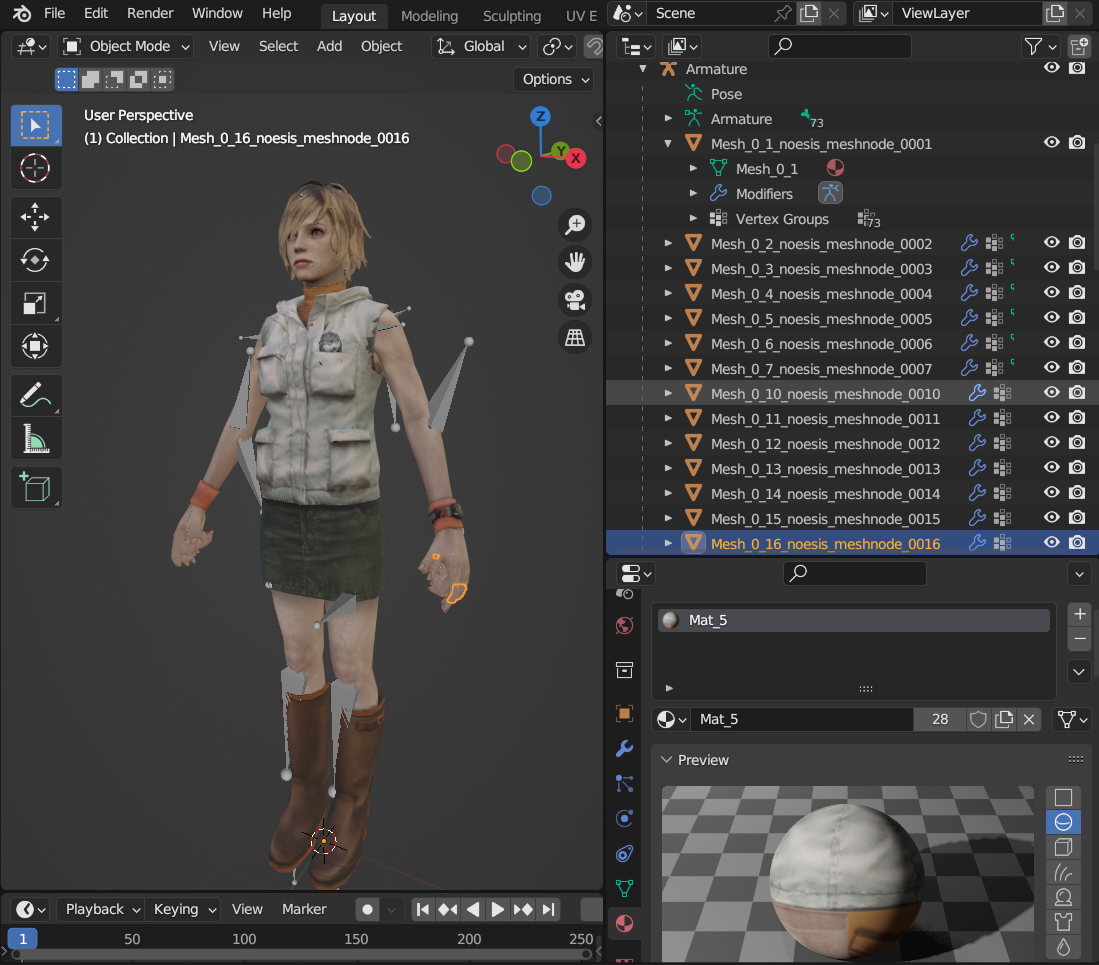 File Edit Render Window Help Layout Modeling Sculpting UV E Scene ViewLayer
Object Mode View Select Add Object Global
Options
User Perspective
(1) Collection | Mesh_16_noesis_meshnode_0016
Z
Y
X
Armature
Pose
Armature 73
Mesh_0_1_noesis_meshnode_0001
Mesh_0_1
Modifiers
Vertex Groups 73
Mesh_0_2_noesis_meshnode_0002
Mesh_0_3_noesis_meshnode_0003
Mesh_0_4_noesis_meshnode_0004
Mesh_0_5_noesis_meshnode_0005
Mesh_0_6_noesis_meshnode_0006
Mesh_0_7_noesis_meshnode_0007
Mesh_0_10_noesis_meshnode_0010
Mesh_0_11_noesis_meshnode_0011
Mesh_0_12_noesis_meshnode_0012
Mesh_0_13_noesis_meshnode_0013
Mesh_0_14_noesis_meshnode_0014
Mesh_0_15_noesis_meshnode_0015
Mesh_0_16_noesis_meshnode_0016
Mat_5
Mat_5 28
Preview
Playback Keying View Marker
1 50 100 150 200 250